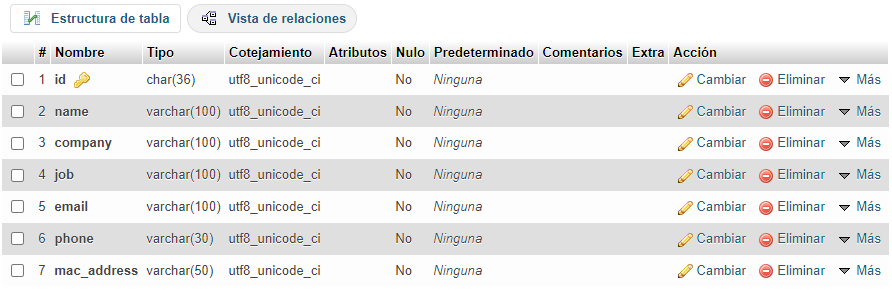 Estructura de tabla Vista de relaciones
# Nombre Tipo Cotejamiento Atributos Nulo Predeterminado Comentarios Extra Acción
1 id char(36) utf8_unicode_ci No Ninguna Cambiar Eliminar Más
2 name varchar(100) utf8_unicode_ci No Ninguna Cambiar Eliminar Más
3 company varchar(100) utf8_unicode_ci No Ninguna Cambiar Eliminar Más
4 job varchar(100) utf8_unicode_ci No Ninguna Cambiar Eliminar Más
5 email varchar(100) utf8_unicode_ci No Ninguna Cambiar Eliminar Más
6 phone varchar(30) utf8_unicode_ci No Ninguna Cambiar Eliminar Más
7 mac_address varchar(50) utf8_unicode_ci No Ninguna Cambiar Eliminar Más